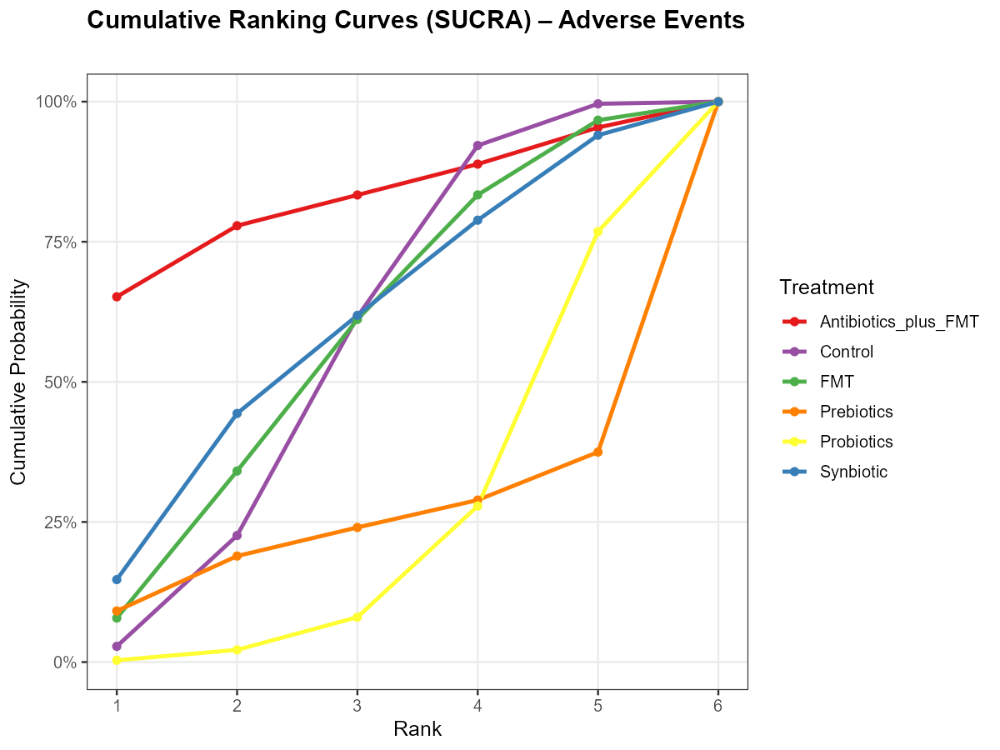 Cumulative Ranking Curves (SUCRA) – Adverse Events
100%
75%
50%
25%
0%
Cumulative Probability
1 2 3 4 5 6
Rank
Treatment
Antibiotics_plus_FMT
Control
FMT
Prebiotics
Probiotics
Synbiotic